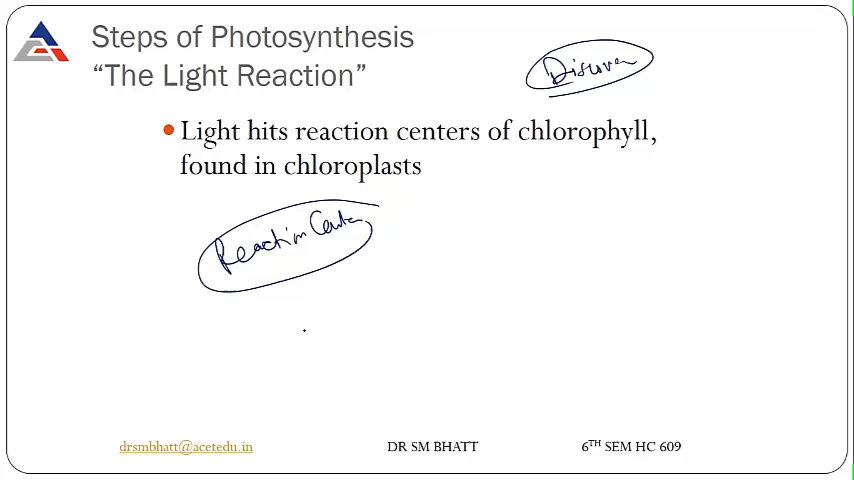 Steps of Photosynthesis
“The Light Reaction”
Discover
• Light hits reaction centers of chlorophyll,
found in chloroplasts
Reaction Center
drsmbhatt@acetedu.in DR SM BHATT 6TH SEM HC 609